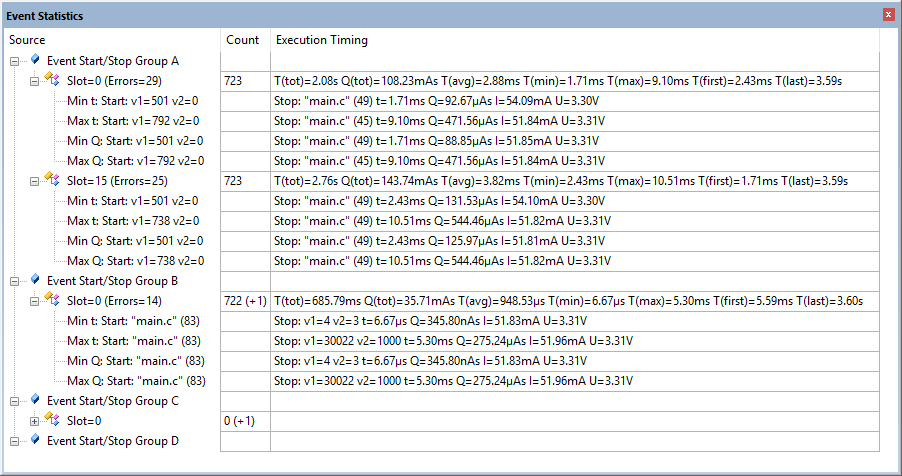 Event Statistics
Source Count Execution Timing
Event Start/Stop Group A
Slot=0 (Errors=29) 723 T(tot)=2.08s Q(tot)=108.23mAs T(avg)=2.88ms T(min)=1.71ms T(max)=9.10ms T(first)=2.43ms T(last)=3.59s
Min t: Start: v1=501 v2=0 Stop: "main.c" (49) t=1.71ms Q=92.67µAs I=54.09mA U=3.30V
Max t: Start: v1=792 v2=0 Stop: "main.c" (45) t=9.10ms Q=471.56µAs I=51.84mA U=3.31V
Min Q: Start: v1=501 v2=0 Stop: "main.c" (49) t=1.71ms Q=88.85µAs I=51.85mA U=3.31V
Max Q: Start: v1=792 v2=0 Stop: "main.c" (45) t=9.10ms Q=471.56µAs I=51.84mA U=3.31V
Slot=15 (Errors=25) 723 T(tot)=2.76s Q(tot)=143.74mAs T(avg)=3.82ms T(min)=2.43ms T(max)=10.51ms T(first)=1.71ms T(last)=3.59s
Min t: Start: v1=501 v2=0 Stop: "main.c" (49) t=2.43ms Q=131.53µAs I=54.10mA U=3.30V
Max t: Start: v1=738 v2=0 Stop: "main.c" (49) t=10.51ms Q=544.46µAs I=51.82mA U=3.31V
Min Q: Start: v1=501 v2=0 Stop: "main.c" (49) t=2.43ms Q=125.97µAs I=51.81mA U=3.31V
Max Q: Start: v1=738 v2=0 Stop: "main.c" (49) t=10.51ms Q=544.46µAs I=51.82mA U=3.31V
Event Start/Stop Group B
Slot=0 (Errors=14) 722 (+1) T(tot)=685.79ms Q(tot)=35.71mAs T(avg)=948.53µs T(min)=6.67µs T(max)=5.30ms T(first)=5.59ms T(last)=3.60s
Min t: Start: "main.c" (83) Stop: v1=4 v2=3 t=6.67µs Q=345.80nAs I=51.83mA U=3.31V
Max t: Start: "main.c" (83) Stop: v1=30022 v2=1000 t=5.30ms Q=275.24µAs I=51.96mA U=3.31V
Min Q: Start: "main.c" (83) Stop: v1=4 v2=3 t=6.67µs Q=345.80nAs I=51.83mA U=3.31V
Max Q: Start: "main.c" (83) Stop: v1=30022 v2=1000 t=5.30ms Q=275.24µAs I=51.96mA U=3.31V
Event Start/Stop Group C
Slot=0 0 (+1)
Event Start/Stop Group D